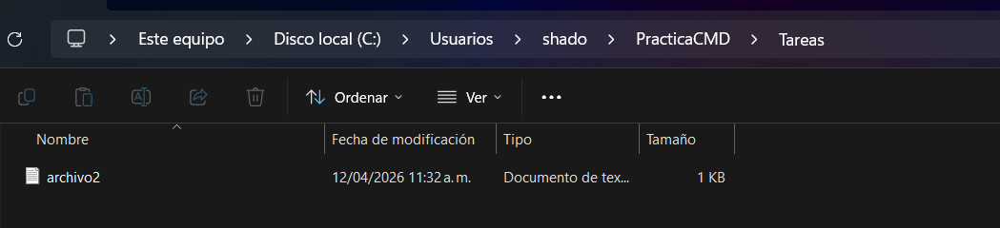 Este equipo > Disco local (C:) > Usuarios > shado > PracticaCMD > Tareas
Ordenar Ver
Nombre Fecha de modificación Tipo Tamaño
archivo2 12/04/2026 11:32 a. m. Documento de tex... 1 KB